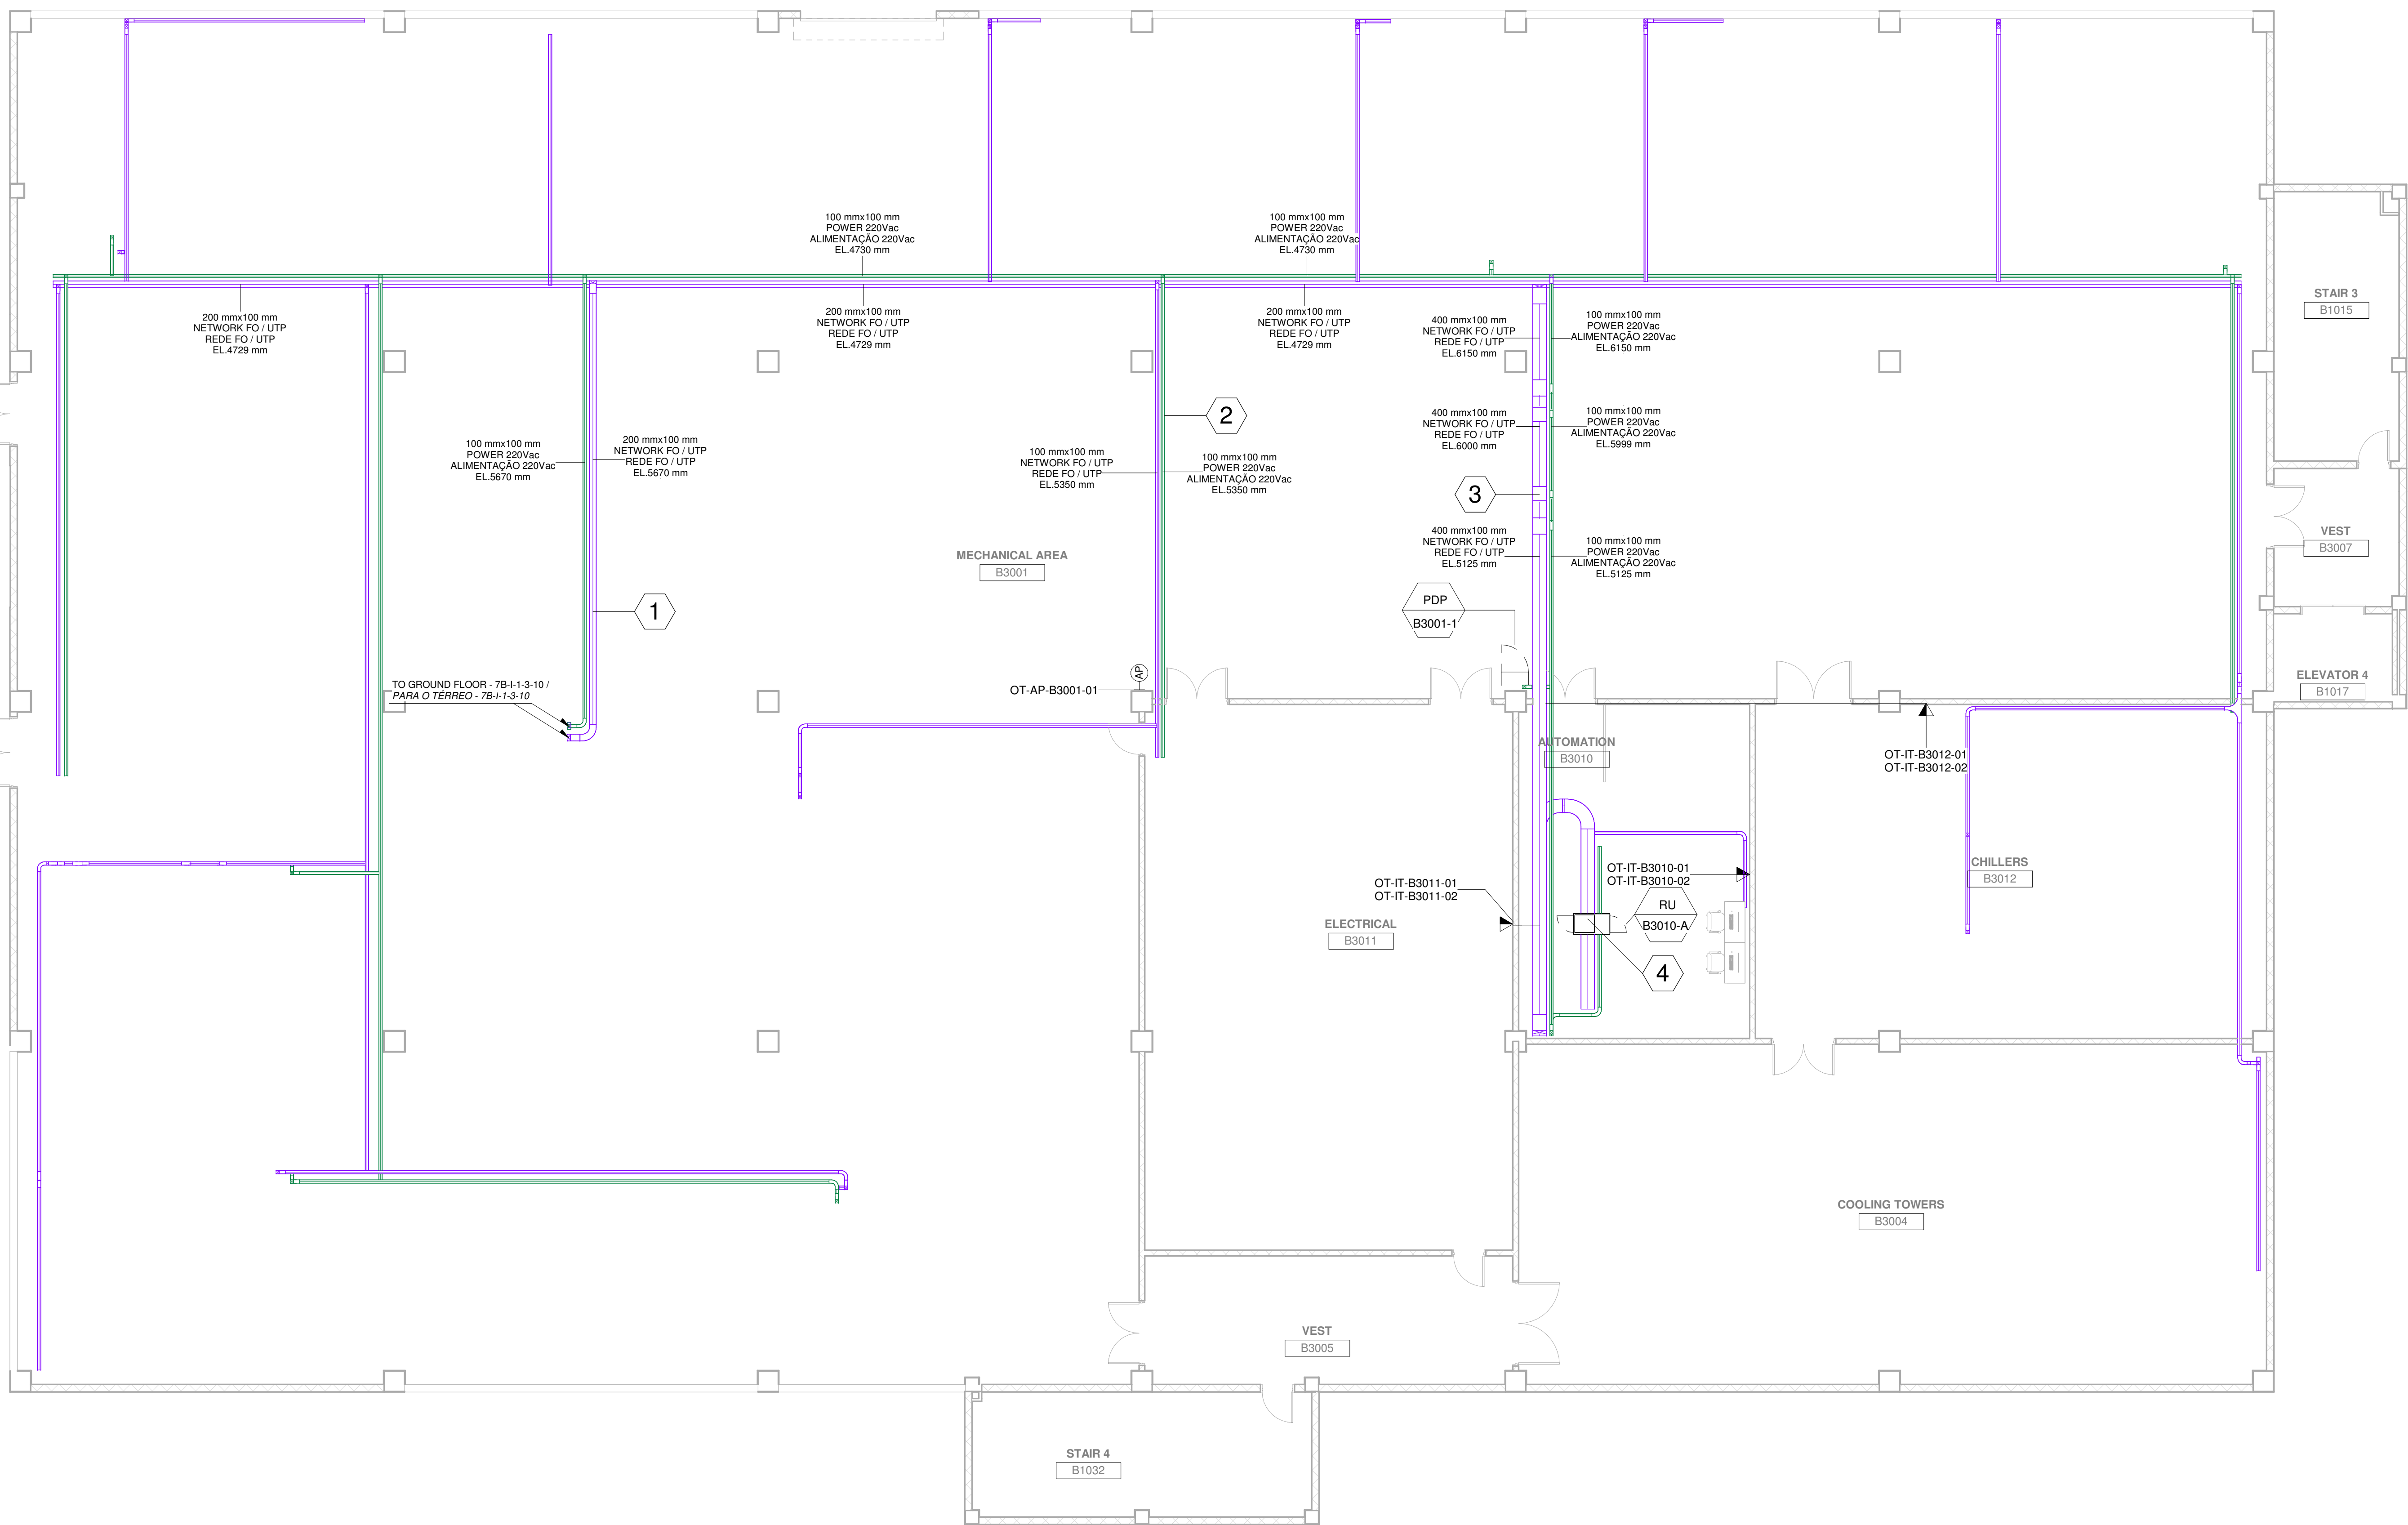 100 mmx100 mm
POWER 220Vac
ALIMENTAÇÃO 220Vac
EL.4730 mm
100 mmx100 mm
POWER 220Vac
ALIMENTAÇÃO 220Vac
EL.4730 mm
STAIR 3
B1015
200 mmx100 mm
NETWORK FO / UTP
REDE FO / UTP
EL.4729 mm
200 mmx100 mm
NETWORK FO / UTP
REDE FO / UTP
EL.4729 mm
200 mmx100 mm
NETWORK FO / UTP
REDE FO / UTP
EL.4729 mm
400 mmx100 mm
NETWORK FO / UTP
REDE FO / UTP
EL.6150 mm
100 mmx100 mm
POWER 220Vac
ALIMENTAÇÃO 220Vac
EL.6150 mm
2
400 mmx100 mm
NETWORK FO / UTP
REDE FO / UTP
EL.6000 mm
100 mmx100 mm
POWER 220Vac
ALIMENTAÇÃO 220Vac
EL.5999 mm
100 mmx100 mm
POWER 220Vac
ALIMENTAÇÃO 220Vac
EL.5670 mm
200 mmx100 mm
NETWORK FO / UTP
REDE FO / UTP
EL.5670 mm
100 mmx100 mm
NETWORK FO / UTP
REDE FO / UTP
EL.5350 mm
100 mmx100 mm
POWER 220Vac
ALIMENTAÇÃO 220Vac
EL.5350 mm
3
400 mmx100 mm
NETWORK FO / UTP
REDE FO / UTP
EL.5125 mm
100 mmx100 mm
POWER 220Vac
ALIMENTAÇÃO 220Vac
EL.5125 mm
VEST
B3007
MECHANICAL AREA
B3001
1
PDP
B3001-1
AP
OT-AP-B3001-01
TO GROUND FLOOR - 7B-I-1-3-10 /
PARA O TÉRREO - 7B-I-1-3-10
ELEVATOR 4
B1017
AUTOMATION
B3010
OT-IT-B3012-01
OT-IT-B3012-02
OT-IT-B3011-01
OT-IT-B3011-02
OT-IT-B3010-01
OT-IT-B3010-02
RU
B3010-A
CHILLERS
B3012
ELECTRICAL
B3011
4
COOLING TOWERS
B3004
VEST
B3005
STAIR 4
B1032